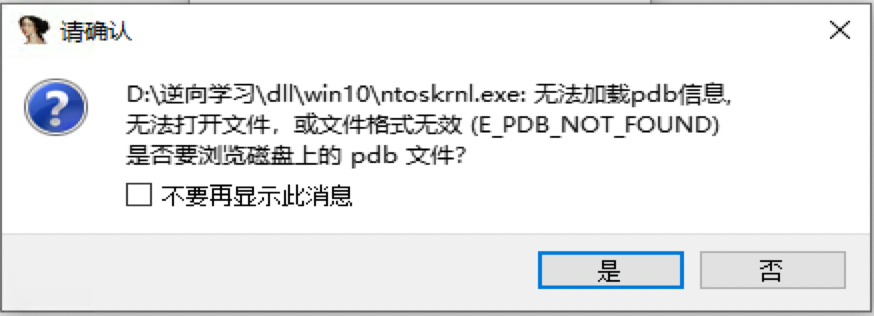 请确认
D:\逆向学习\dll\win10\ntoskrnl.exe: 无法加载pdb信息,
无法打开文件，或文件格式无效 (E_PDB_NOT_FOUND)
是否要浏览磁盘上的 pdb 文件?
不要再显示此消息
是
否